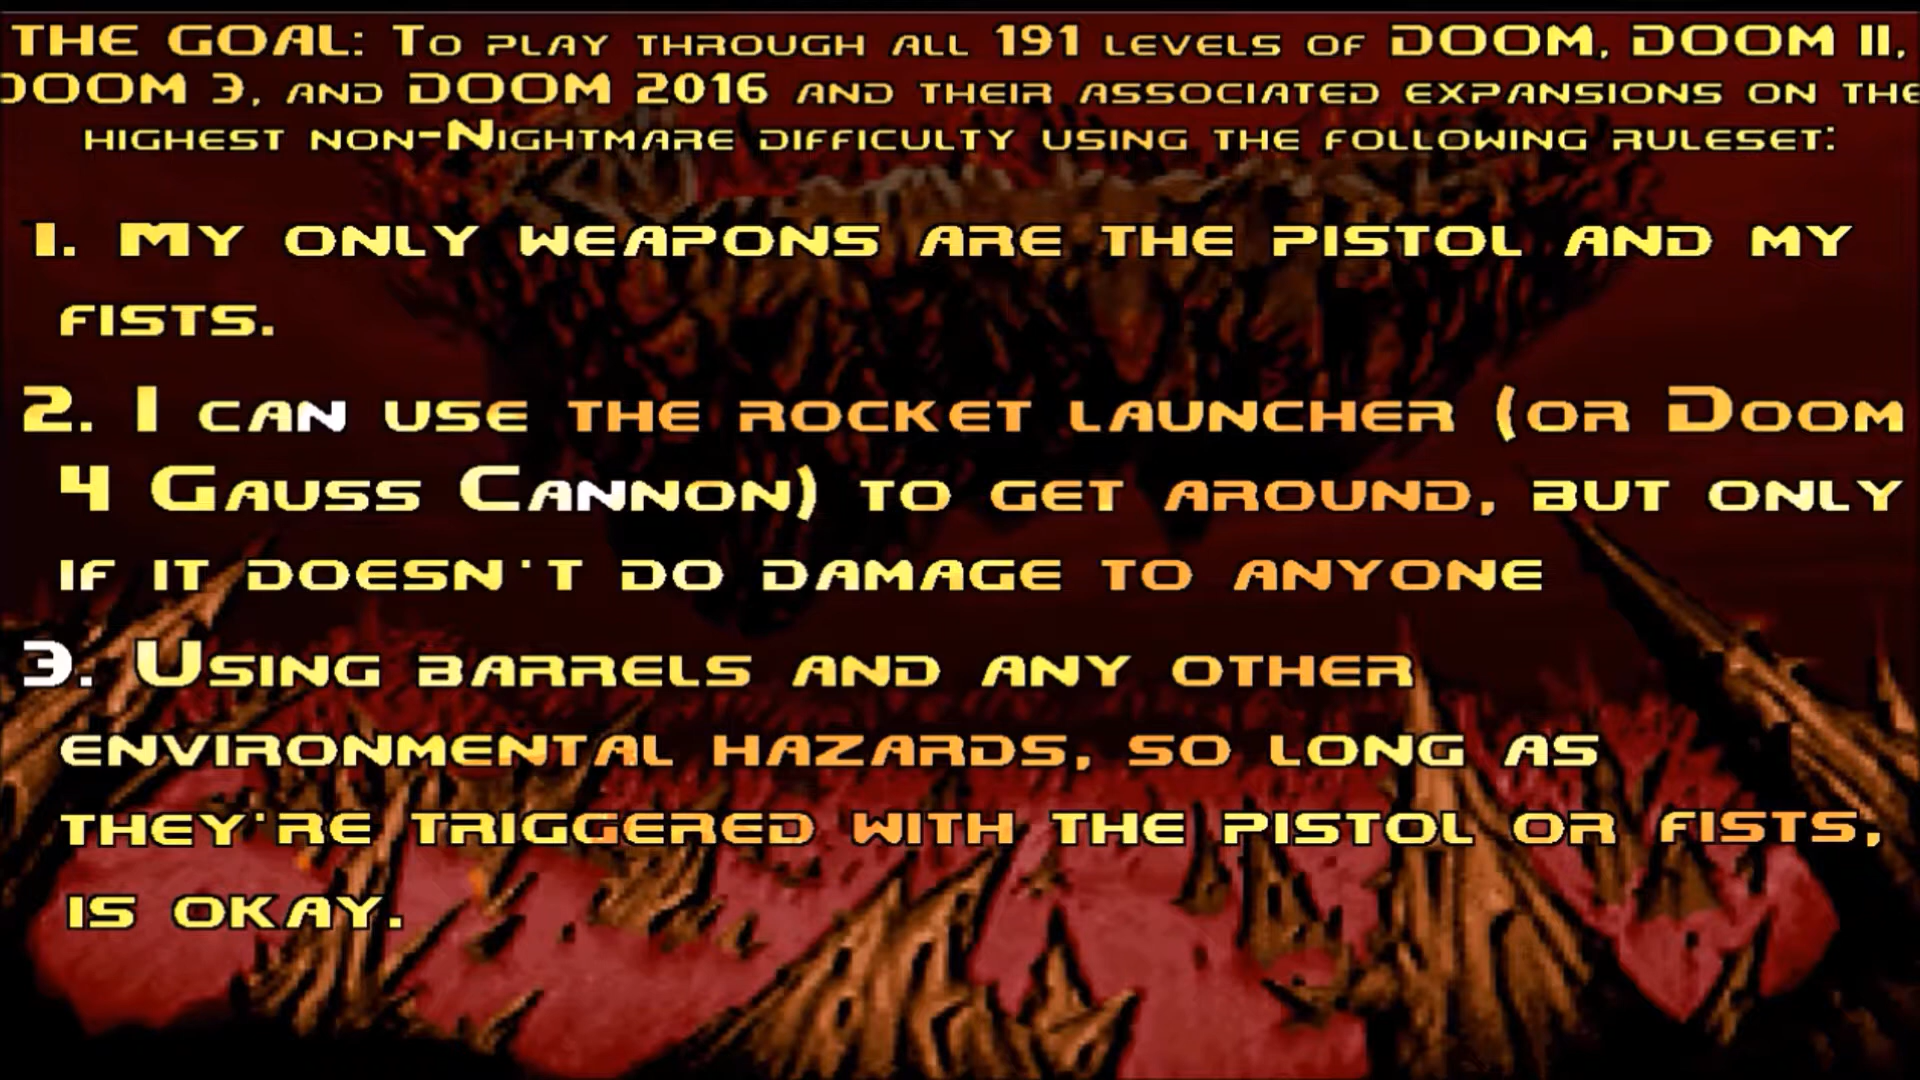 THE GOAL: TO PLAY THROUGH ALL 191 LEVELS OF DOOM, DOOM II,
DOOM 3, AND DOOM 2016 AND THEIR ASSOCIATED EXPANSIONS ON THE
HIGHEST NON-NIGHTMARE DIFFICULTY USING THE FOLLOWING RULESET:
1. MY ONLY WEAPONS ARE THE PISTOL AND MY
FISTS.
2. I CAN USE THE ROCKET LAUNCHER (OR DOOM
4 GAUSS CANNON) TO GET AROUND, BUT ONLY
IF IT DOESN'T DO DAMAGE TO ANYONE
3. USING BARRELS AND ANY OTHER
ENVIRONMENTAL HAZARDS, SO LONG AS
THEY'RE TRIGGERED WITH THE PISTOL OR FISTS,
IS OKAY.